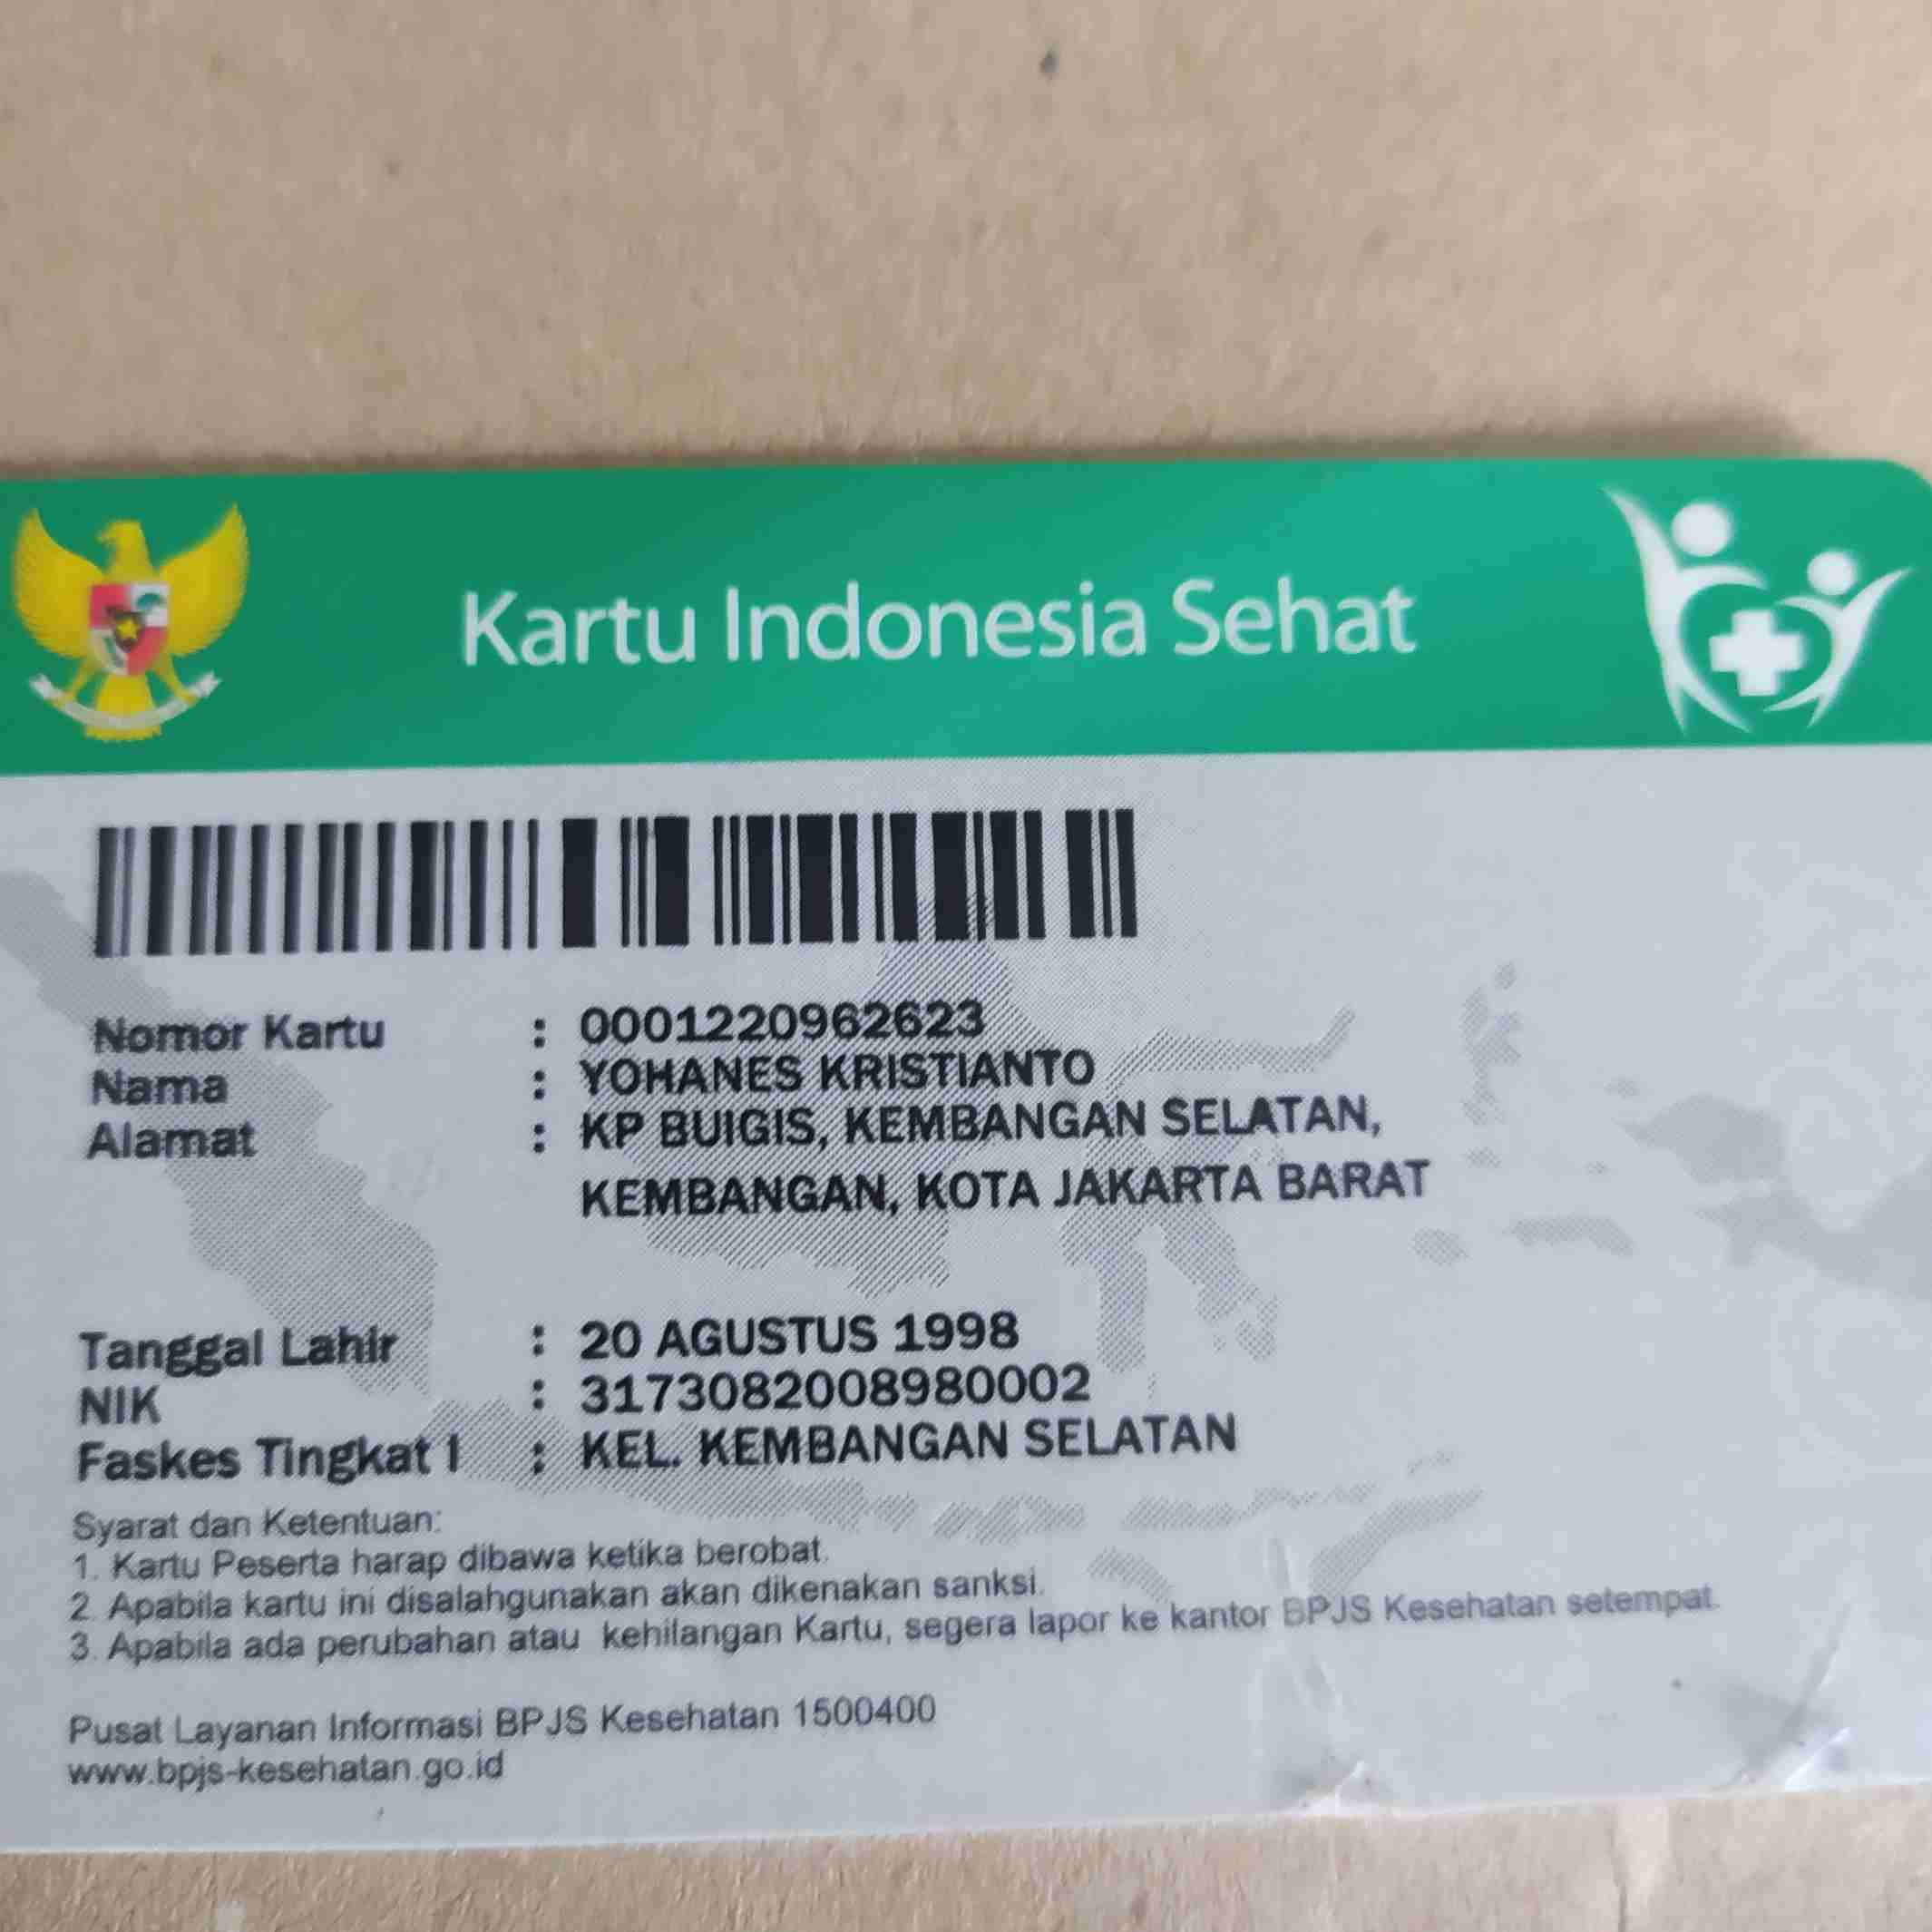 Kartu Indonesia Sehat
Nomor Kartu : 0001220962623
Nama : YOHANES KRISTIANTO
Alamat : KP BUIGIS, KEMBANGAN SELATAN,
KEMBANGAN, KOTA JAKARTA BARAT
Tanggal Lahir : 20 AGUSTUS 1998
NIK : 3173082008980002
Faskes Tingkat I : KEL. KEMBANGAN SELATAN
Syarat dan Ketentuan:
1. Kartu Peserta harap dibawa ketika berobat.
2. Apabila kartu ini disalahgunakan akan dikenakan sanksi.
3. Apabila ada perubahan atau kehilangan Kartu, segera lapor ke kantor BPJS Kesehatan setempat.
Pusat Layanan Informasi BPJS Kesehatan 1500400
www.bpjs-kesehatan.go.id